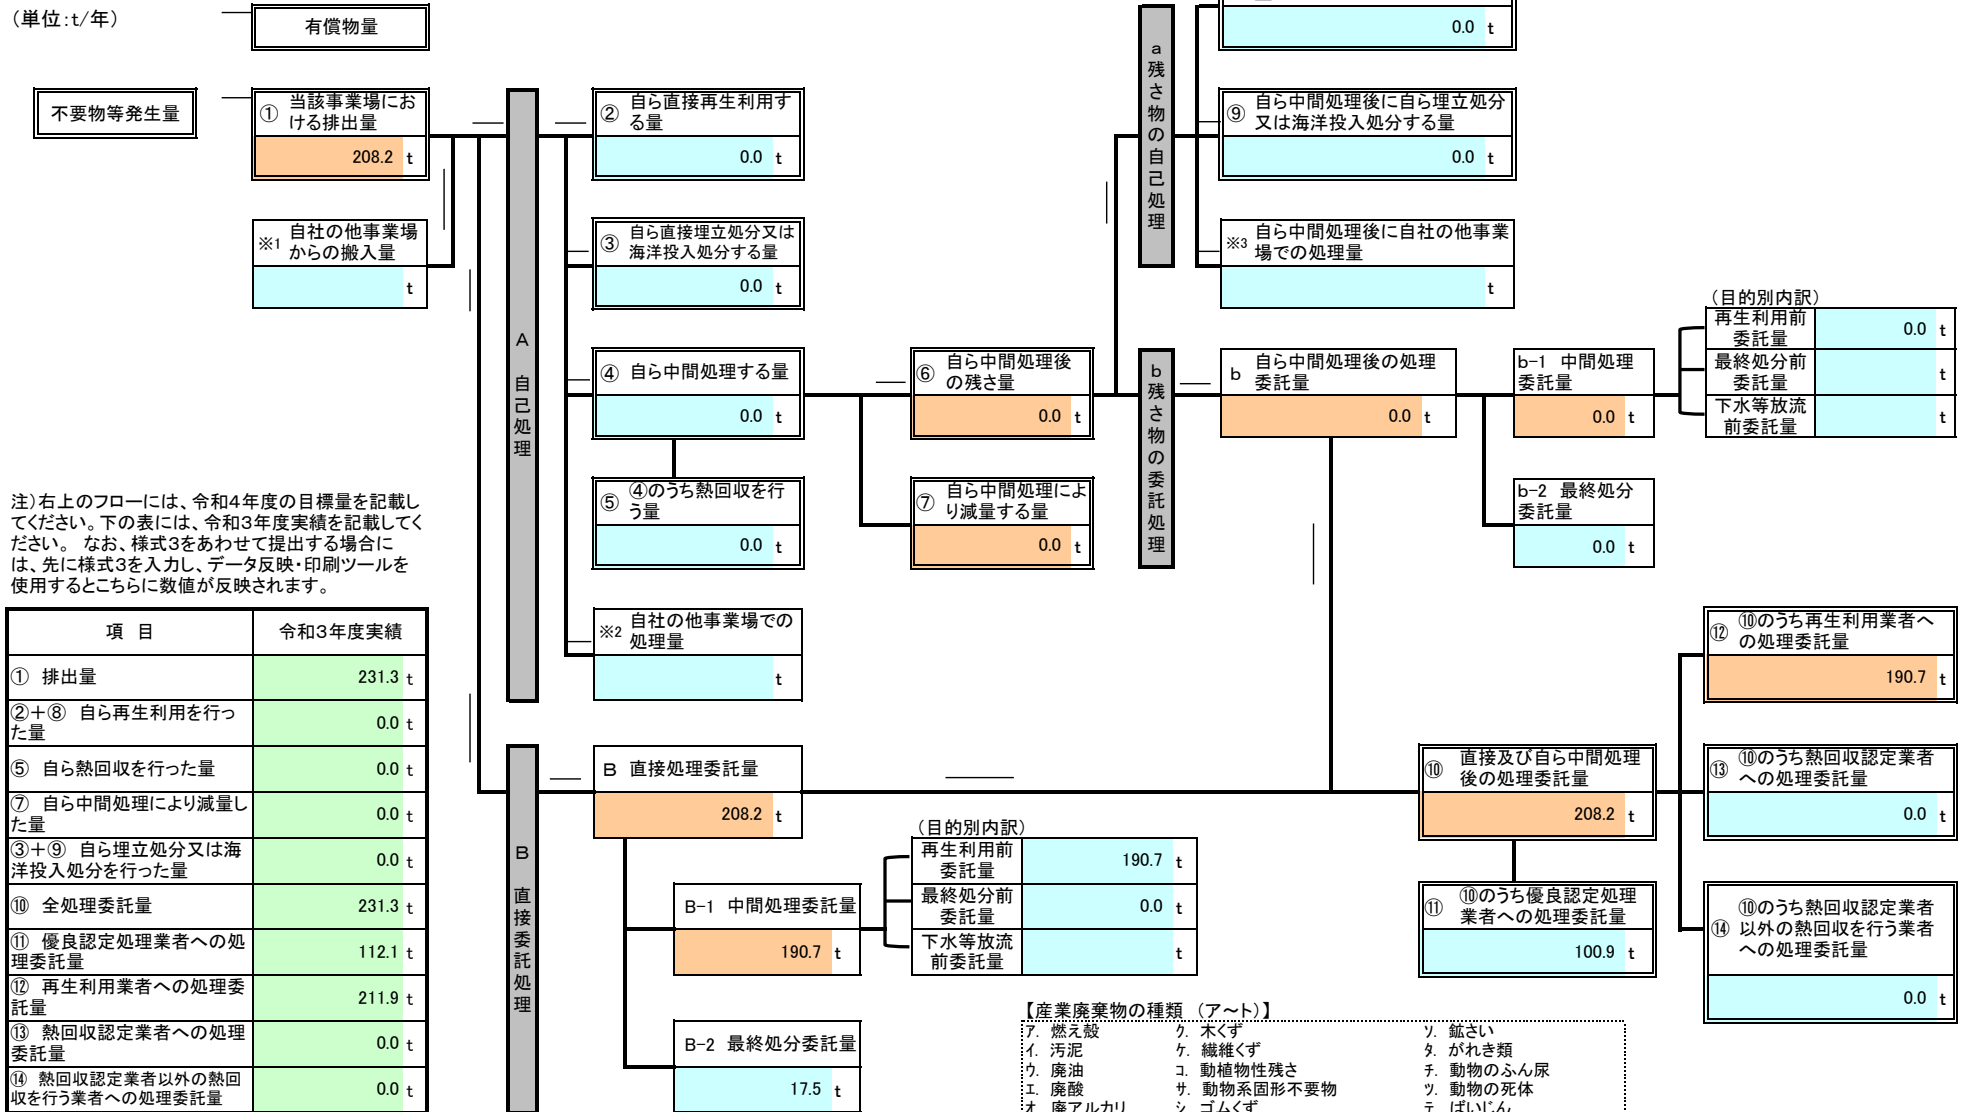 （単位:t/年）
有償物量
0.0 t
不要物等発生量
① 当該事業場にお
ける排出量
208.2 t
※1 自社の他事業場
からの搬入量
t
A 自己処理
② 自ら直接再生利用す
る量
0.0 t
③ 自ら直接埋立処分又は
海洋投入処分する量
0.0 t
④ 自ら中間処理する量
0.0 t
⑤ ④のうち熱回収を行
う量
0.0 t
※2 自社の他事業場での
処理量
t
⑥ 自ら中間処理後
の残さ量
0.0 t
⑦ 自ら中間処理によ
り減量する量
0.0 t
a 残さ物の自己処理
⑨ 自ら中間処理後に自ら埋立処分
又は海洋投入処分する量
0.0 t
※3 自ら中間処理後に自社の他事業
場での処理量
t
b 残さ物の委託処理
b 自ら中間処理後の処理
委託量
0.0 t
b-1 中間処理
委託量
0.0 t
b-2 最終処分
委託量
0.0 t
（目的別内訳）
再生利用前
委託量
0.0 t
最終処分前
委託量
t
下水等放流
前委託量
t
注）右上のフローには、令和4年度の目標量を記載し
てください。下の表には、令和3年度実績を記載してく
ださい。 なお、様式3をあわせて提出する場合に
は、先に様式3を入力し、データ反映・印刷ツールを
使用するとこちらに数値が反映されます。
項 目 令和3年度実績
① 排出量 231.3 t
②＋⑧ 自ら再生利用を行っ
た量 0.0 t
⑤ 自ら熱回収を行った量 0.0 t
⑦ 自ら中間処理により減量し
た量 0.0 t
③＋⑨ 自ら埋立処分又は海
洋投入処分を行った量 0.0 t
⑩ 全処理委託量 231.3 t
⑪ 優良認定処理業者への処
理委託量 112.1 t
⑫ 再生利用業者への処理委
託量 211.9 t
⑬ 熱回収認定業者への処理
委託量 0.0 t
⑭ 熱回収認定業者以外の熱回
収を行う業者への処理委託量 0.0 t
B 直接委託処理
B 直接処理委託量
208.2 t
B-1 中間処理委託量
190.7 t
B-2 最終処分委託量
17.5 t
（目的別内訳）
再生利用前
委託量
190.7 t
最終処分前
委託量
0.0 t
下水等放流
前委託量
t
⑩ 直接及び自ら中間処理
後の処理委託量
208.2 t
⑪ ⑩のうち優良認定処理
業者への処理委託量
100.9 t
⑫ ⑩のうち再生利用業者へ
の処理委託量
190.7 t
⑬ ⑩のうち熱回収認定業者
への処理委託量
0.0 t
⑭ ⑩のうち熱回収認定業者
以外の熱回収を行う業者
への処理委託量
0.0 t
【産業廃棄物の種類 （ア～ト）】
ア. 燃え殻 ク. 木くず ソ. 鉱さい
イ. 汚泥 ケ. 繊維くず タ. がれき類
ウ. 廃油 コ. 動植物性残さ チ. 動物のふん尿
エ. 廃酸 サ. 動物系固形不要物 ツ. 動物の死体
オ. 廃アルカリ シ. ゴムくず テ. ばいじん